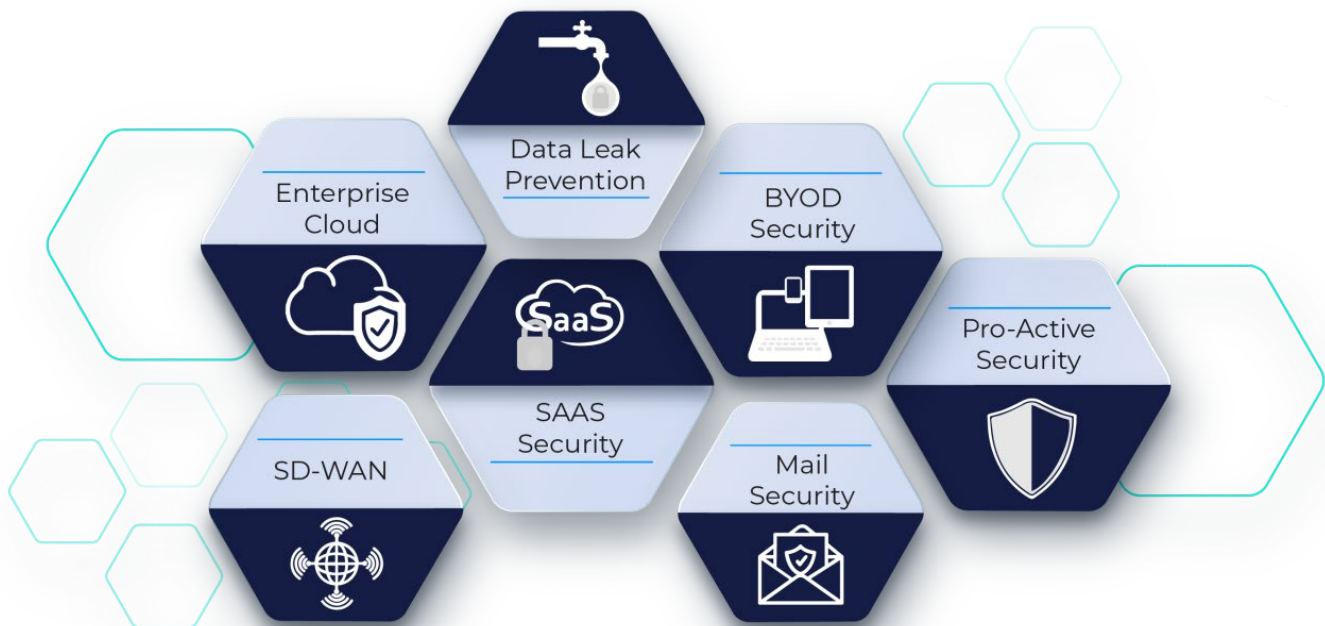 Data Leak
Prevention
Enterprise
Cloud
BYOD
Security
SaaS
SAAS
Security
Pro-Active
Security
SD-WAN
Mail
Security